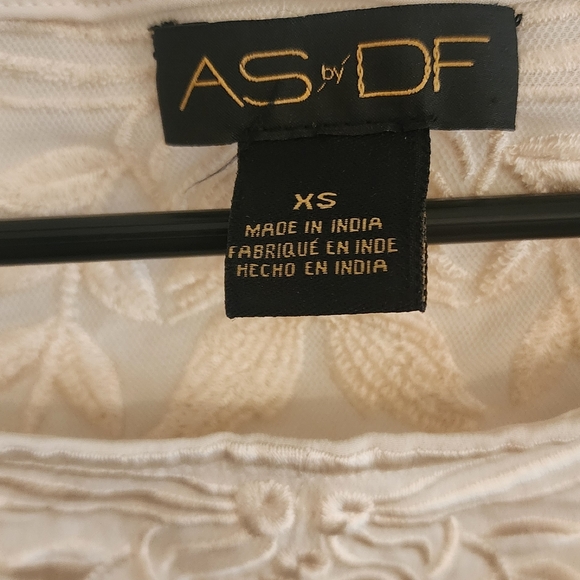 AS by DF
XS
MADE IN INDIA
FABRIQUÉ EN INDE
HECHO EN INDIA